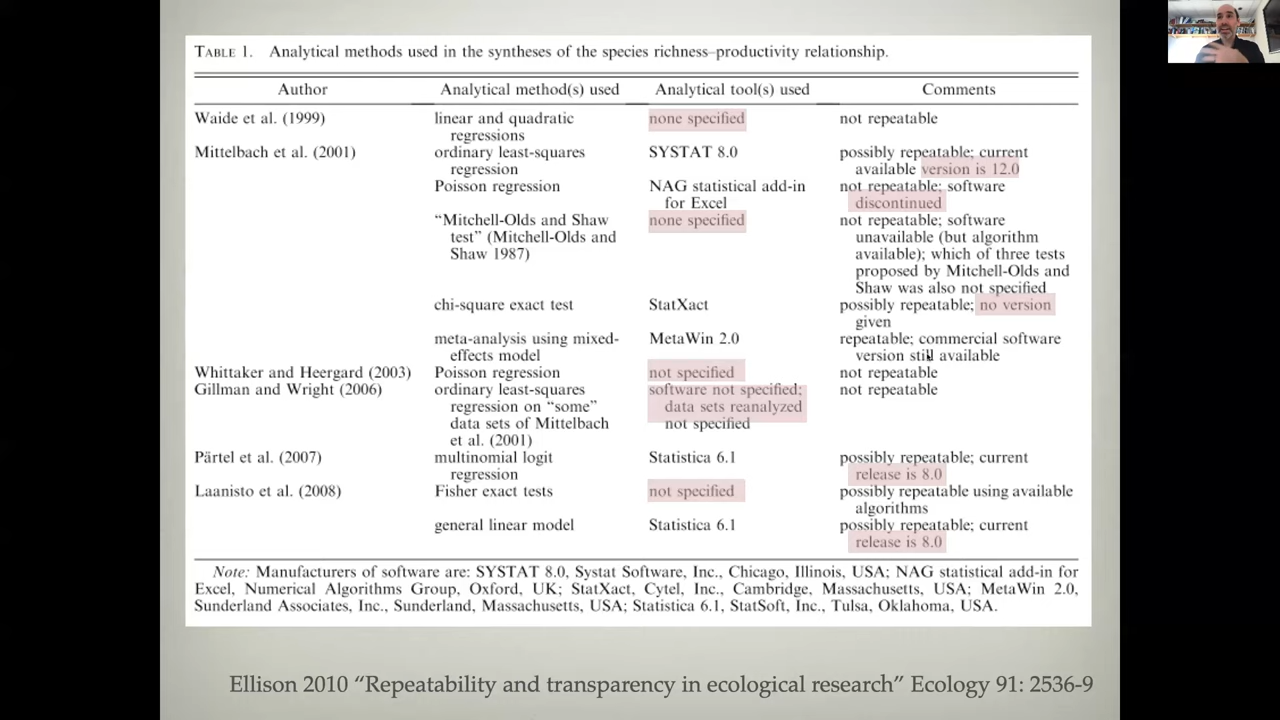 TABLE 1. Analytical methods used in the syntheses of the species richness–productivity relationship.
Author Analytical method(s) used Analytical tool(s) used Comments
Waide et al. (1999) linear and quadratic none specified not repeatable
regressions
Mittelbach et al. (2001) ordinary least-squares SYSTAT 8.0 possibly repeatable; current
regression available version is 12.0
Poisson regression NAG statistical add-in not repeatable; software
for Excel discontinued
“Mitchell-Olds and Shaw none specified not repeatable; software
test” (Mitchell-Olds and unavailable (but algorithm
Shaw 1987) available); which of three tests
proposed by Mitchell-Olds and
Shaw was also not specified
chi-square exact test StatXact possibly repeatable; no version
given
meta-analysis using mixed- MetaWin 2.0 repeatable; commercial software
effects model version still available
Whittaker and Heergard (2003) Poisson regression not specified not repeatable
Gillman and Wright (2006) ordinary least-squares software not specified; not repeatable
regression on “some” data sets reanalyzed
data sets of Mittelbach not specified
et al. (2001)
Pärtel et al. (2007) multinomial logit Statistica 6.1 possibly repeatable; current
regression release is 8.0
Laanisto et al. (2008) Fisher exact tests not specified possibly repeatable using available
algorithms
general linear model Statistica 6.1 possibly repeatable; current
release is 8.0
Note: Manufacturers of software are: SYSTAT 8.0, Systat Software, Inc., Chicago, Illinois, USA; NAG statistical add-in for
Excel, Numerical Algorithms Group, Oxford, UK; StatXact, Cytel, Inc., Cambridge, Massachusetts, USA; MetaWin 2.0,
Sunderland Associates, Inc., Sunderland, Massachusetts, USA; Statistica 6.1, StatSoft, Inc., Tulsa, Oklahoma, USA.
Ellison 2010 “Repeatability and transparency in ecological research” Ecology 91: 2536-9